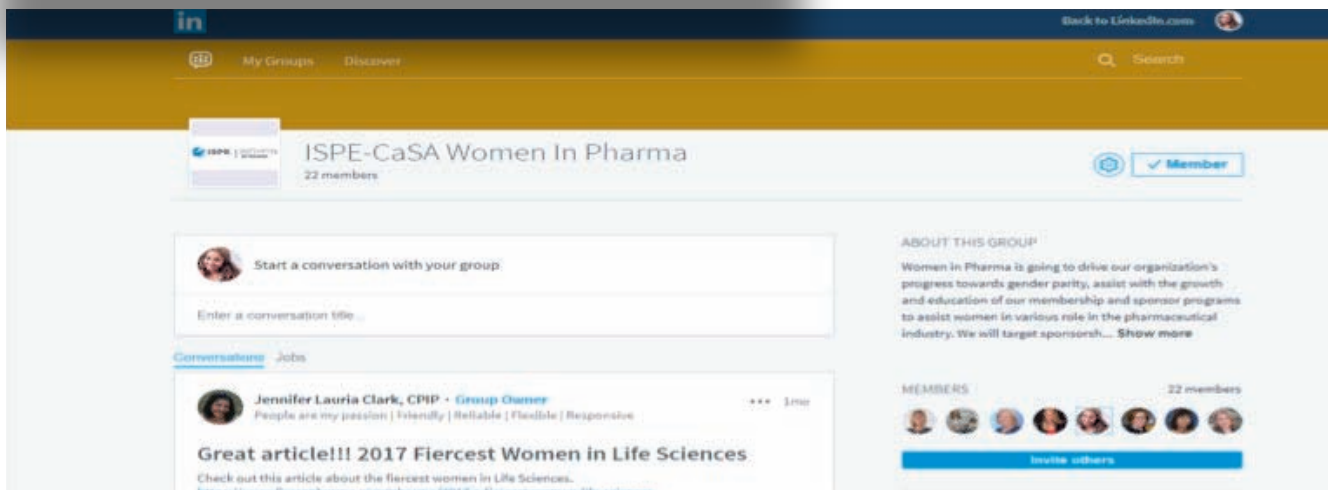 in
Back to LinkedIn.com
My Groups Discover
Search
ISPE
ISPE-CaSA Women In Pharma
22 members
✓ Member
Start a conversation with your group
Enter a conversation title...
Conversations Jobs
Jennifer Lauria Clark, CPIP • Group Owner
People are my passion | Friendly | Reliable | Flexible | Responsive
••• 1mo
Great article!!! 2017 Fiercest Women in Life Sciences
Check out this article about the fiercest women in Life Sciences.
ABOUT THIS GROUP
Women in Pharma is going to drive our organization's
progress towards gender parity, assist with the growth
and education of our membership and sponsor programs
to assist women in various role in the pharmaceutical
industry. We will target sponsorsh... Show more
MEMBERS
22 members
Invite others